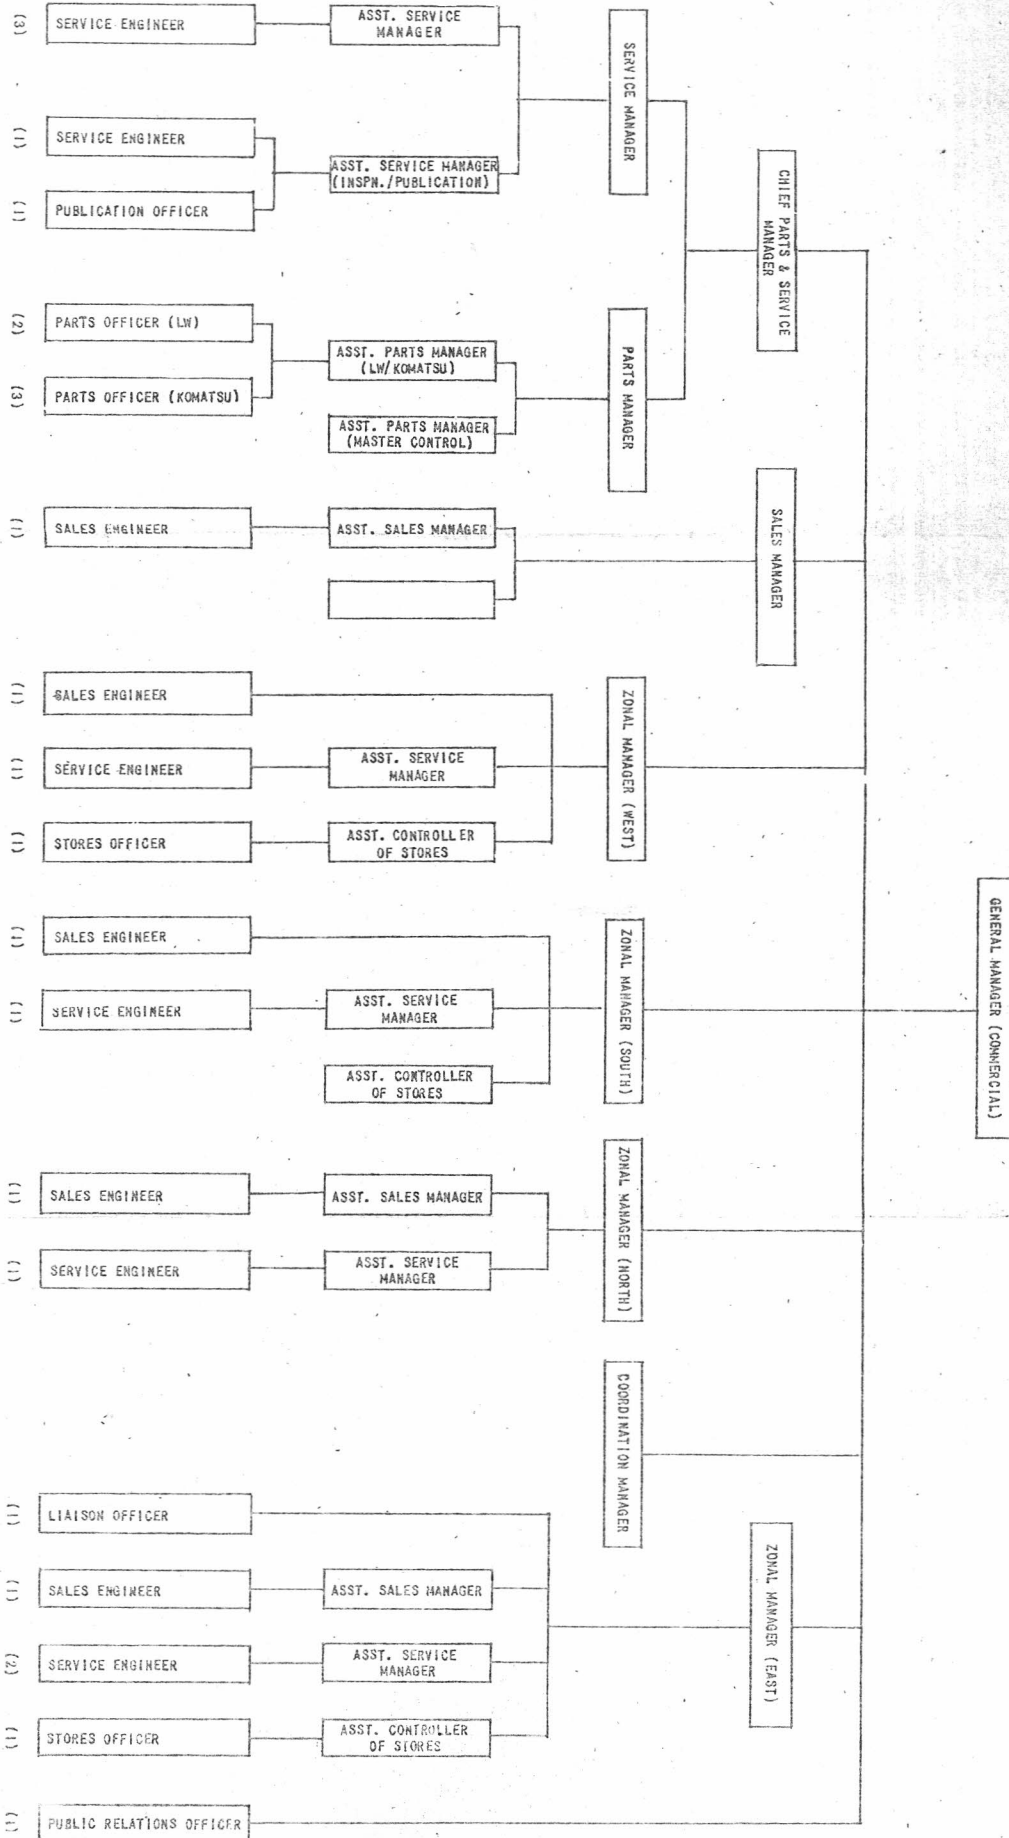 GENERAL MANAGER (COMMERCIAL)
CHIEF PARTS & SERVICE
MANAGER
SERVICE MANAGER
ASST. SERVICE
MANAGER
SERVICE ENGINEER
(3)
ASST. SERVICE MANAGER
(INSPN./PUBLICATION)
SERVICE ENGINEER
(1)
PUBLICATION OFFICER
(1)
PARTS MANAGER
ASST. PARTS MANAGER
(LW/KOMATSU)
PARTS OFFICER (LW)
(2)
PARTS OFFICER (KOMATSU)
(3)
ASST. PARTS MANAGER
(MASTER CONTROL)
SALES MANAGER
ASST. SALES MANAGER
SALES ENGINEER
(1)
ZONAL MANAGER (WEST)
SALES ENGINEER
(1)
ASST. SERVICE
MANAGER
SERVICE ENGINEER
(1)
ASST. CONTROLLER
OF STORES
STORES OFFICER
(1)
ZONAL MANAGER (SOUTH)
SALES ENGINEER
(1)
ASST. SERVICE
MANAGER
SERVICE ENGINEER
(1)
ASST. CONTROLLER
OF STORES
ZONAL MANAGER (NORTH)
ASST. SALES MANAGER
SALES ENGINEER
(1)
ASST. SERVICE
MANAGER
SERVICE ENGINEER
(1)
COORDINATION MANAGER
ZONAL MANAGER (EAST)
LIAISON OFFICER
(1)
ASST. SALES MANAGER
SALES ENGINEER
(1)
ASST. SERVICE
MANAGER
SERVICE ENGINEER
(2)
ASST. CONTROLLER
OF STORES
STORES OFFICER
(1)
PUBLIC RELATIONS OFFICER
(1)